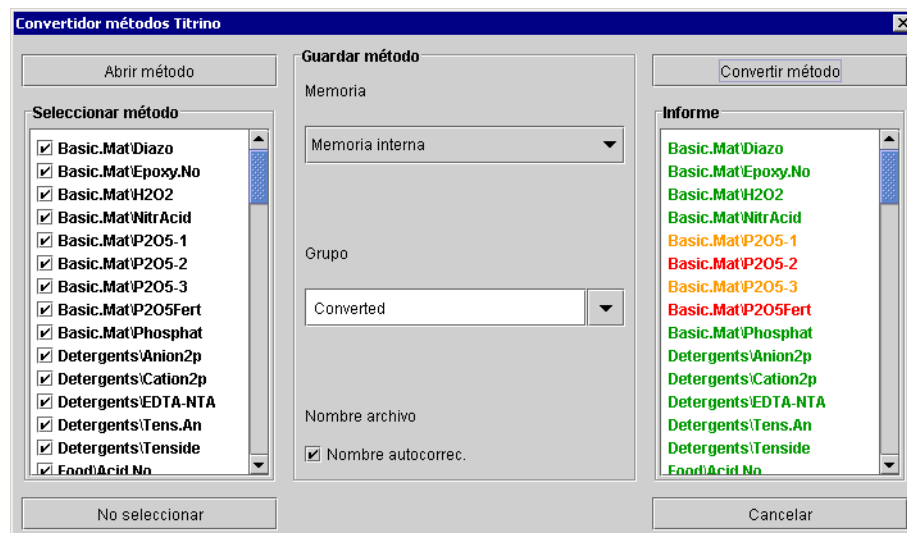 Convertidor métodos Titrino
Abrir método
Seleccionar método
Basic.Mat\Diazo
Basic.Mat\Epoxy.No
Basic.Mat\H2O2
Basic.Mat\NitrAcid
Basic.Mat\P2O5-1
Basic.Mat\P2O5-2
Basic.Mat\P2O5-3
Basic.Mat\P2O5Fert
Basic.Mat\Phosphat
Detergents\Anion2p
Detergents\Cation2p
Detergents\EDTA-NTA
Detergents\Tens.An
Detergents\Tenside
Food\Acid.No
No seleccionar
Guardar método
Memoria
Memoria interna
Grupo
Converted
Nombre archivo
Nombre autocorrec.
Convertir método
Informe
Basic.Mat\Diazo
Basic.Mat\Epoxy.No
Basic.Mat\H2O2
Basic.Mat\NitrAcid
Basic.Mat\P2O5-1
Basic.Mat\P2O5-2
Basic.Mat\P2O5-3
Basic.Mat\P2O5Fert
Basic.Mat\Phosphat
Detergents\Anion2p
Detergents\Cation2p
Detergents\EDTA-NTA
Detergents\Tens.An
Detergents\Tenside
Food\Acid.No
Cancelar